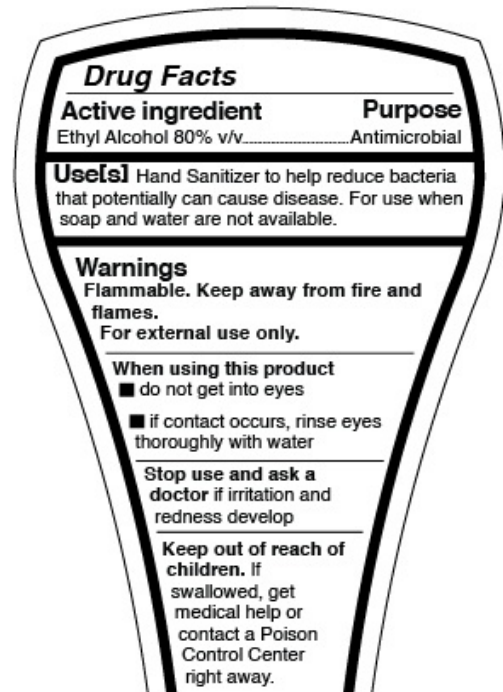 Drug Facts
Active ingredient Purpose
Ethyl Alcohol 80% v/v..............................Antimicrobial
Use[s] Hand Sanitizer to help reduce bacteria
that potentially can cause disease. For use when
soap and water are not available.
Warnings
Flammable. Keep away from fire and
flames.
For external use only.
When using this product
■ do not get into eyes
■ if contact occurs, rinse eyes
thoroughly with water
Stop use and ask a
doctor if irritation and
redness develop
Keep out of reach of
children. If
swallowed, get
medical help or
contact a Poison
Control Center
right away.